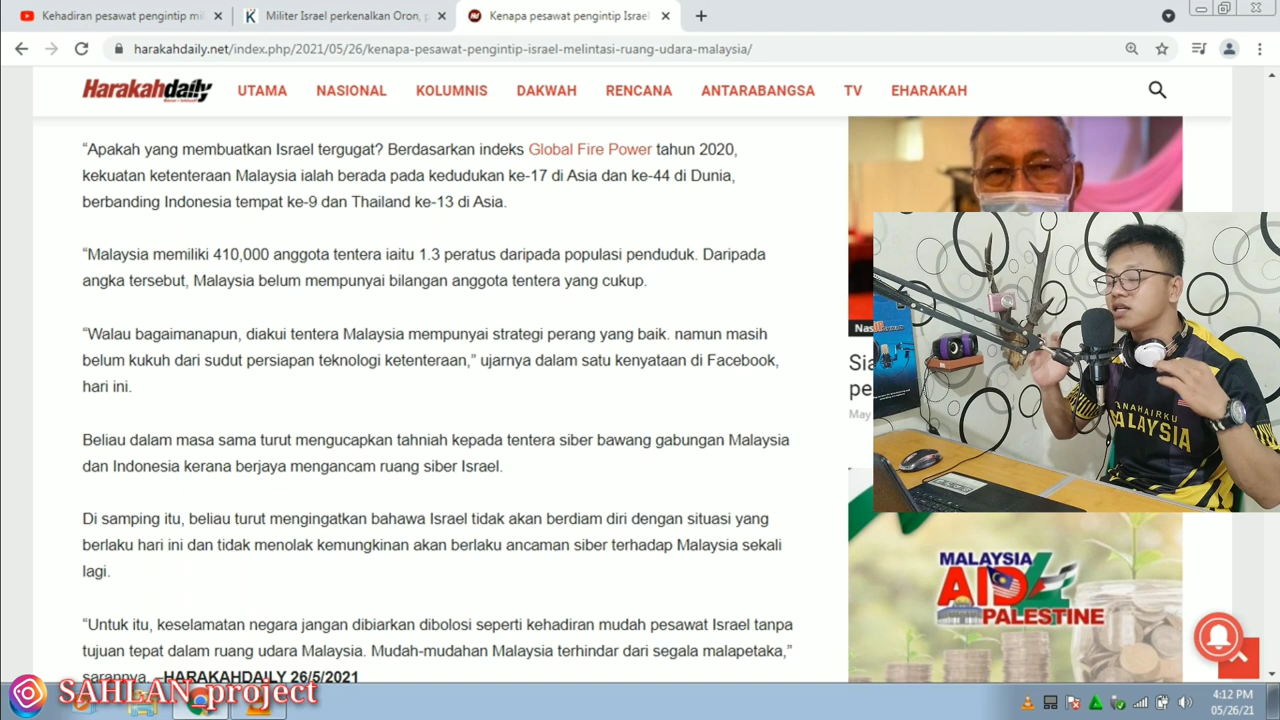 Kehadiran pesawat pengintip mil
Militer Israel perkenalkan Oron, p
Kenapa pesawat pengintip Israel
harakahdaily.net/index.php/2021/05/26/kenapa-pesawat-pengintip-israel-melintasi-ruang-udara-malaysia/
Harakahdaily
UTAMA NASIONAL KOLUMNIS DAKWAH RENCANA ANTARABANGSA TV EHARAKAH
“Apakah yang membuatkan Israel tergugat? Berdasarkan indeks Global Fire Power tahun 2020,
kekuatan ketenteraan Malaysia ialah berada pada kedudukan ke-17 di Asia dan ke-44 di Dunia,
berbanding Indonesia tempat ke-9 dan Thailand ke-13 di Asia.
“Malaysia memiliki 410,000 anggota tentera iaitu 1.3 peratus daripada populasi penduduk. Daripada
angka tersebut, Malaysia belum mempunyai bilangan anggota tentera yang cukup.
“Walau bagaimanapun, diakui tentera Malaysia mempunyai strategi perang yang baik. namun masih
belum kukuh dari sudut persiapan teknologi ketenteraan,” ujarnya dalam satu kenyataan di Facebook,
hari ini.
Beliau dalam masa sama turut mengucapkan tahniah kepada tentera siber bawang gabungan Malaysia
dan Indonesia kerana berjaya mengancam ruang siber Israel.
Di samping itu, beliau turut mengingatkan bahawa Israel tidak akan berdiam diri dengan situasi yang
berlaku hari ini dan tidak menolak kemungkinan akan berlaku ancaman siber terhadap Malaysia sekali
lagi.
“Untuk itu, keselamatan negara jangan dibiarkan dibolosi seperti kehadiran mudah pesawat Israel tanpa
tujuan tepat dalam ruang udara Malaysia. Mudah-mudahan Malaysia terhindar dari segala malapetaka,”
sarannya. – HARAKAHDAILY 26/5/2021
Nas
Sia
pe
May
TANAHAIRKU
MALAYSIA
MALAYSIA
AID4
PALESTINE
SAHLAN_project
4:12 PM
05/26/21